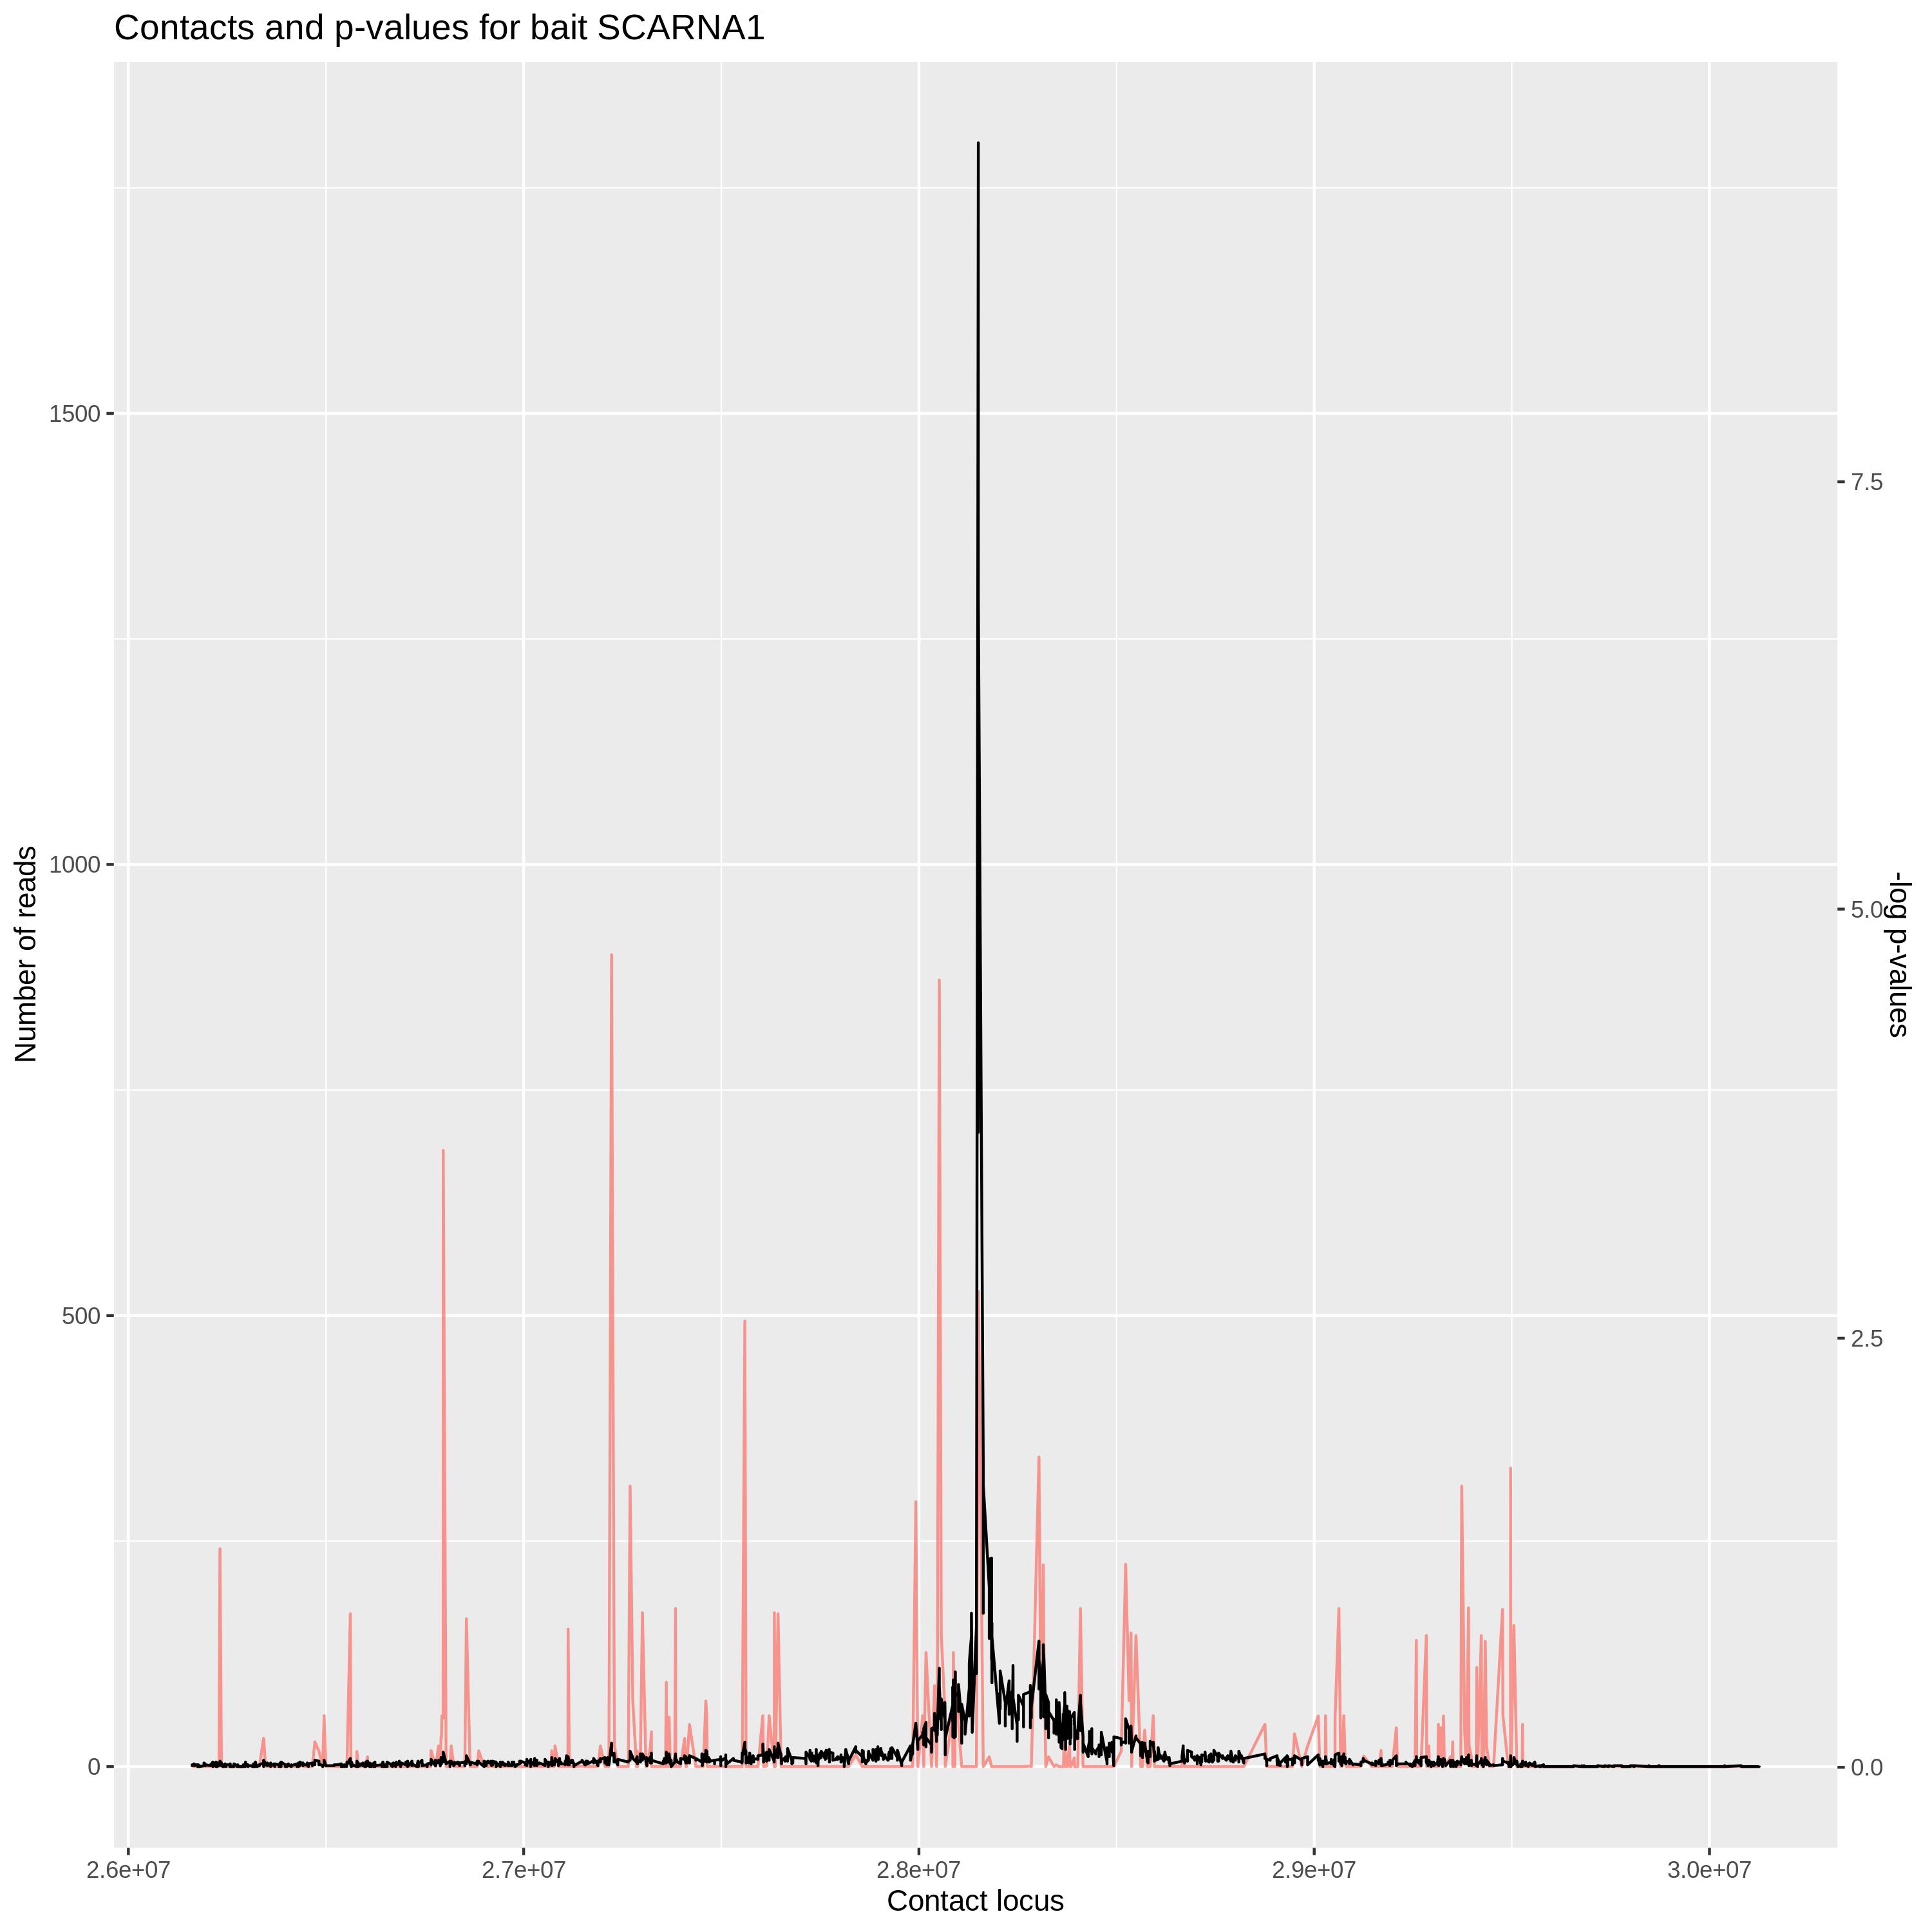 Contacts and p-values for bait SCARNA1
Number of reads
1500
1000
500
0
7.5
5.0
2.5
0.0
-log p-values
2.6e+07
2.7e+07
2.8e+07
2.9e+07
3.0e+07
Contact locus